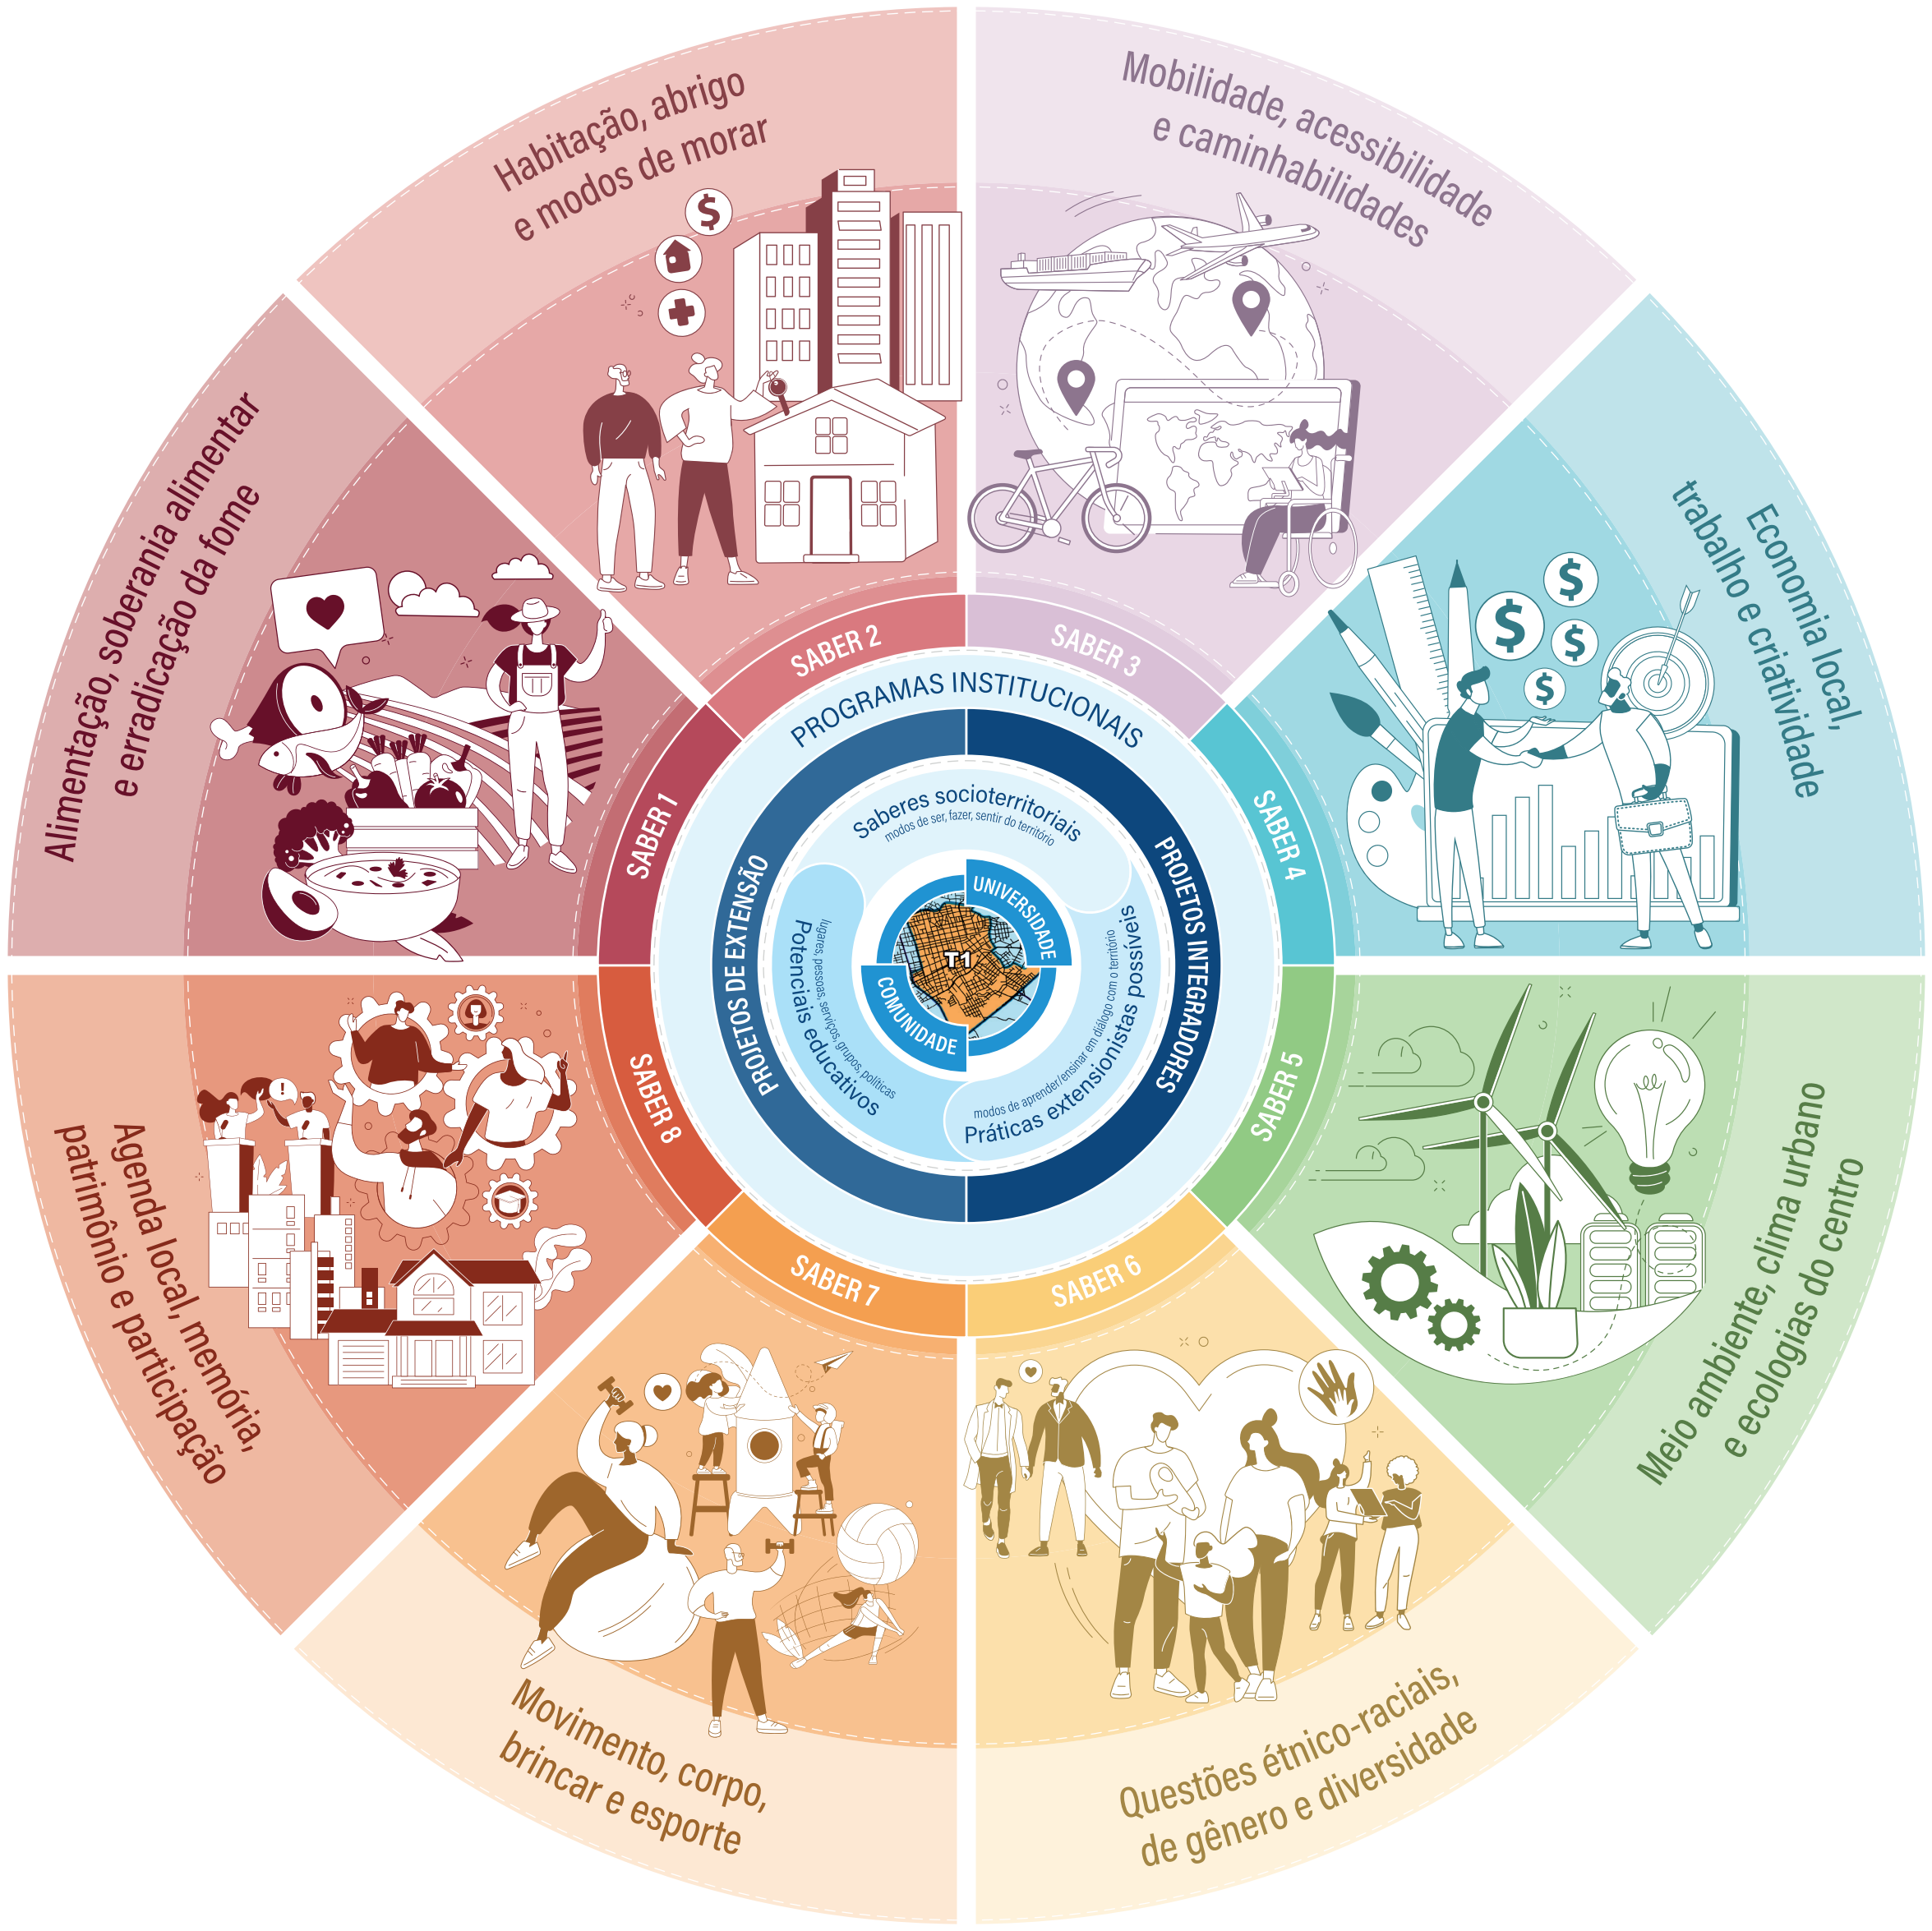 Habitação, abrigo
e modos de morar
Mobilidade, acessibilidade
e caminhabilidades
Economia local,
trabalho e criatividade
Meio ambiente, clima urbano
e ecologias do centro
Questões étnico-raciais,
de gênero e diversidade
Movimento, corpo,
brincar e esporte
Agenda local, memória,
patrimônio e participação
Alimentação, soberania alimentar
e erradicação da fome
$
$
$
$
$
!
SABER 1
SABER 2
SABER 3
SABER 4
SABER 5
SABER 6
SABER 7
SABER 8
PROGRAMAS INSTITUCIONAIS
PROJETOS DE EXTENSÃO
PROJETOS INTEGRADORES
Saberes socioterritoriais
modos de ser, fazer, sentir do território
Potenciais educativos
lugares, pessoas, serviços, grupos, políticas
modos de aprender/ensinar em diálogo com o território
Práticas extensionistas possíveis
UNIVERSIDADE
T1
COMUNIDADE